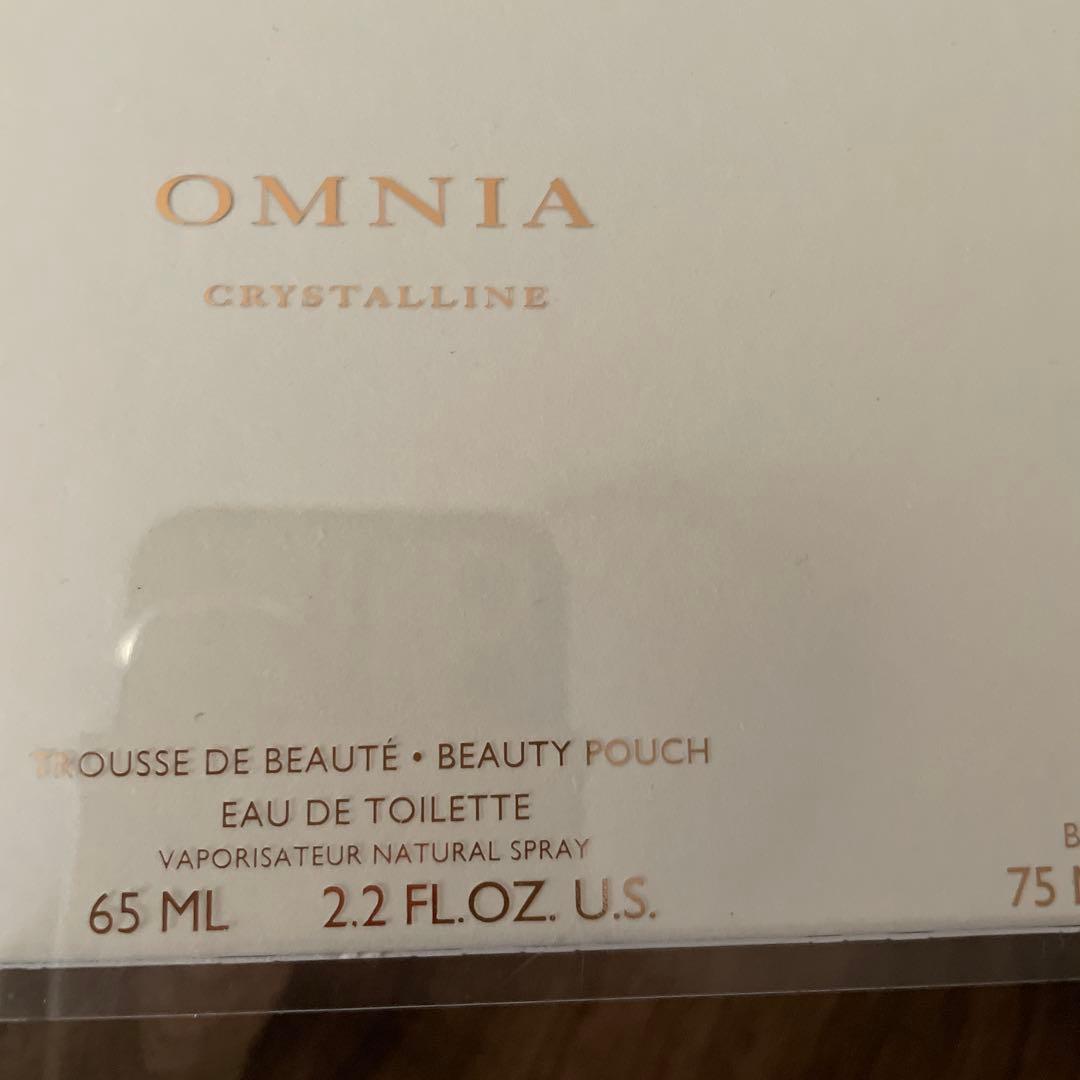 OMNIA
CRYSTALLINE
TROUSSE DE BEAUTÉ • BEAUTY POUCH
EAU DE TOILETTE
VAPORISATEUR NATURAL SPRAY
65 ML 2.2 FL.OZ. U.S.
B
75